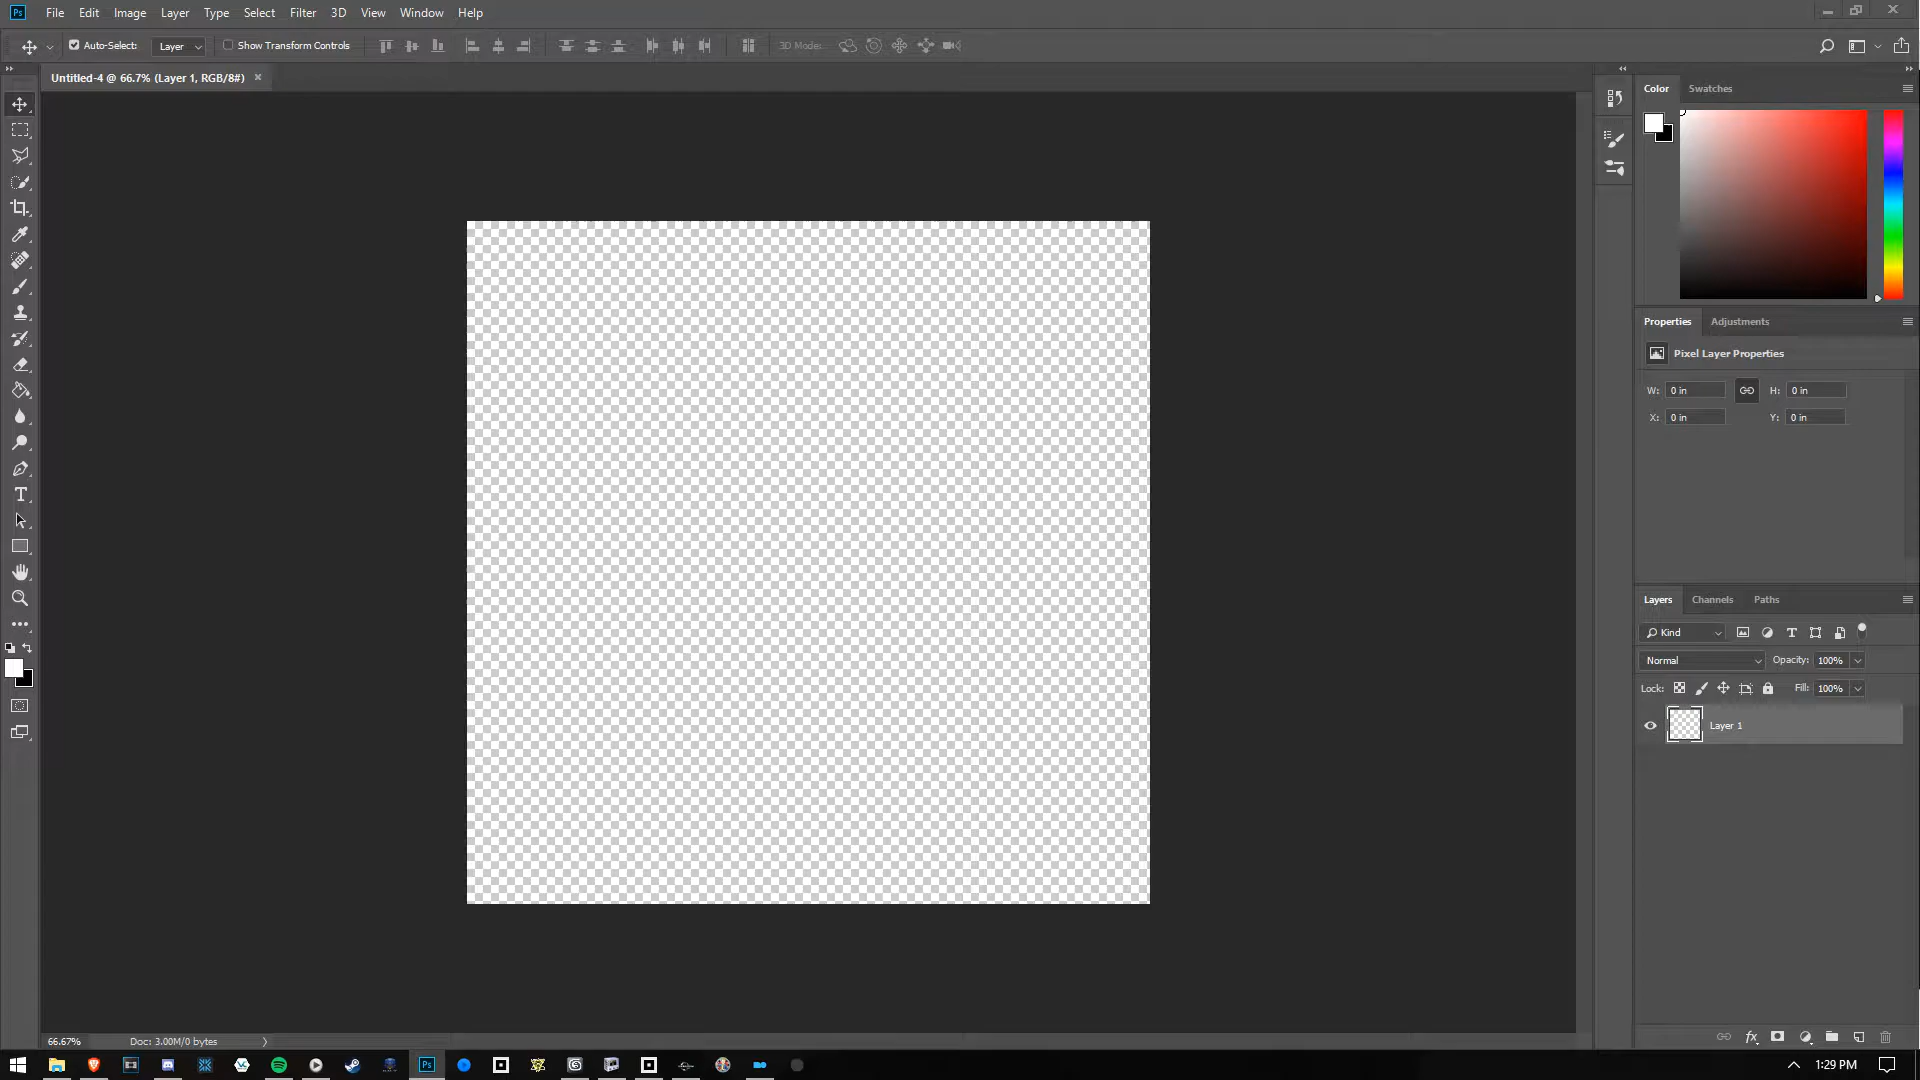 Ps File Edit Image Layer Type Select Filter 3D View Window Help
Auto-Select: Layer Show Transform Controls 3D Mode:
Untitled-4 @ 66.7% (Layer 1, RGB/8#) ×
Color Swatches
Properties Adjustments
Pixel Layer Properties
W: 0 in H: 0 in
X: 0 in Y: 0 in
Layers Channels Paths
Kind
Normal Opacity: 100%
Lock: Fill: 100%
Layer 1
66.67% Doc: 3.00M/0 bytes
Ps 1:29 PM